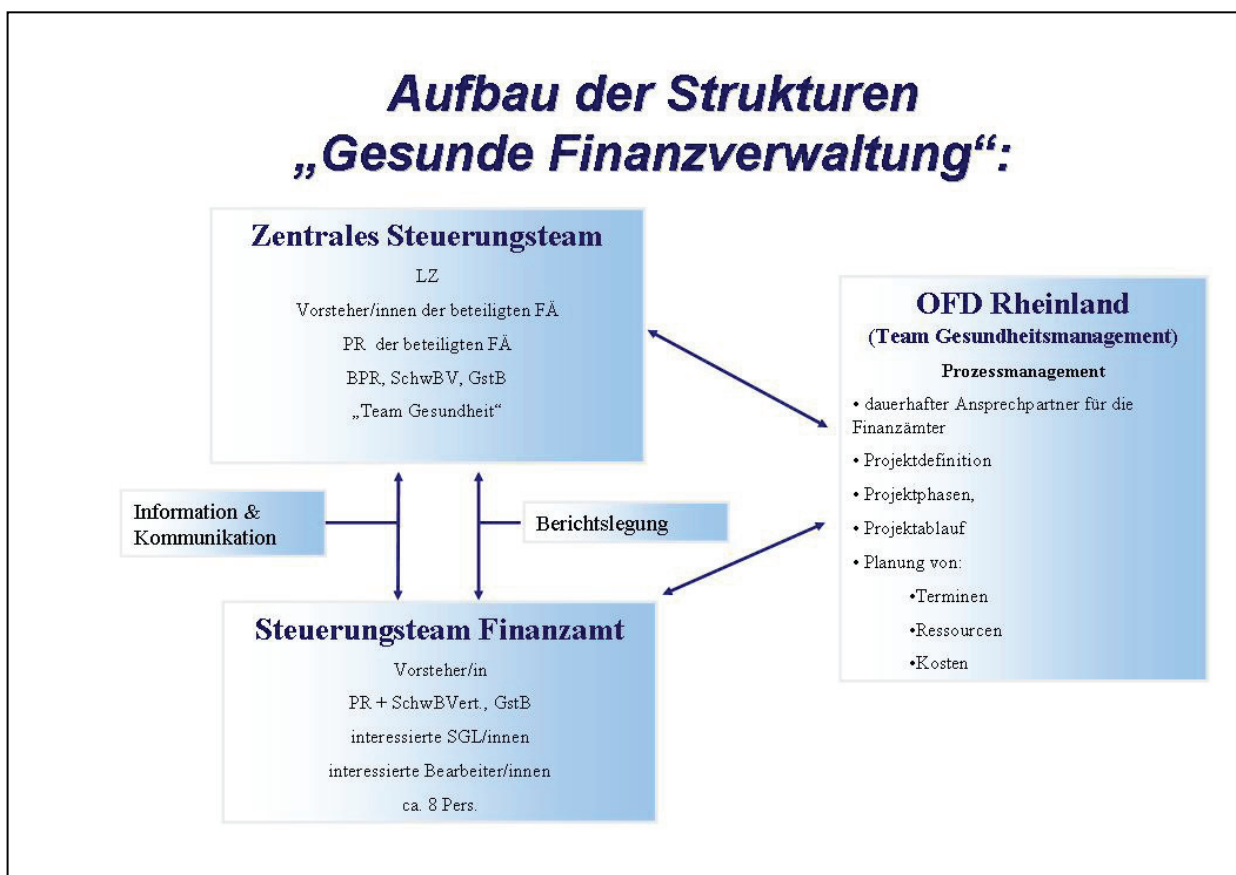 Aufbau der Strukturen
„Gesunde Finanzverwaltung“:
Zentrales Steuerungsteam
LZ
Vorsteher/innen der beteiligten FÄ
PR der beteiligten FÄ
BPR, SchwBV, GstB
„Team Gesundheit“
Information &
Kommunikation
Berichtslegung
Steuerungsteam Finanzamt
Vorsteher/in
PR + SchwBVert., GstB
interessierte SGL/innen
interessierte Bearbeiter/innen
ca. 8 Pers.
OFD Rheinland
(Team Gesundheitsmanagement)
Prozessmanagement
• dauerhafter Ansprechpartner für die
Finanzämter
• Projektdefinition
• Projektphasen,
• Projektablauf
• Planung von:
•Terminen
•Ressourcen
•Kosten